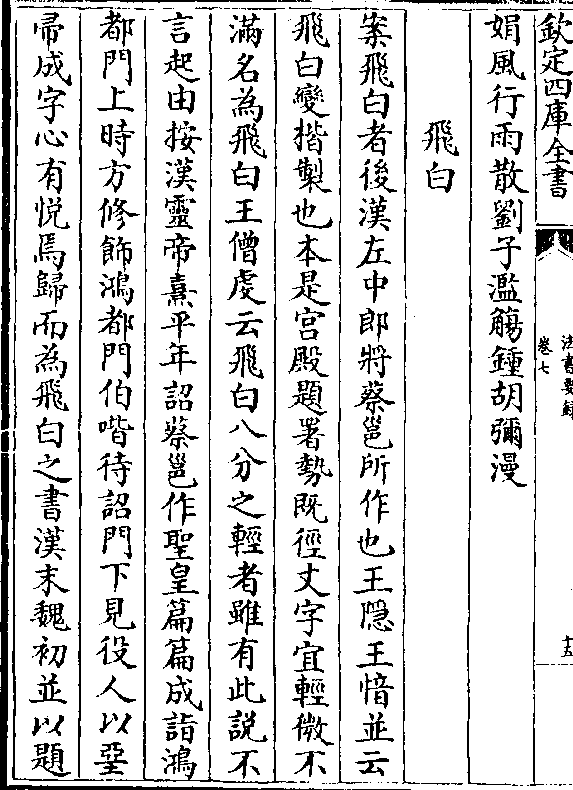 欽定四庫全書
法書要録
卷七
十五
娟風行雨散劉子濫觴鍾胡彌漫
飛白
案飛白者後漢左中郎將蔡邕所作也王隐王愔並云
飛白變楷製也本是宫殿題署勢既徑丈字宜輕微不
滿名為飛白王僧虔云飛白八分之輕者雖有此説不
言起由按漢靈帝熹平年詔蔡邕作聖皇篇篇成詣鴻
都門上時方修飾鴻都門伯喈待詔門下見役人以堊
帚成字心有悦焉歸而為飛白之書漢末魏初並以題